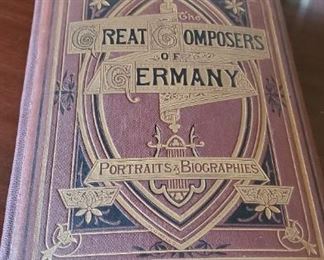 The
GREAT COMPOSERS
OF
GERMANY
PORTRAITS & BIOGRAPHIES